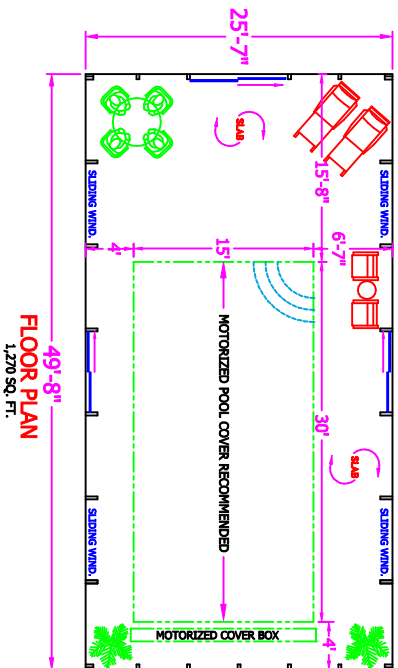 25'-7"
SLAB
15'-8"
SLIDING WIND.
SLIDING WIND.
4'
15'
6'-7"
MOTORIZED POOL COVER RECOMMENDED
30'
49'-8"
FLOOR PLAN
1,270 SQ. FT.
SLAB
SLIDING WIND.
SLIDING WIND.
MOTORIZED COVER BOX
4'